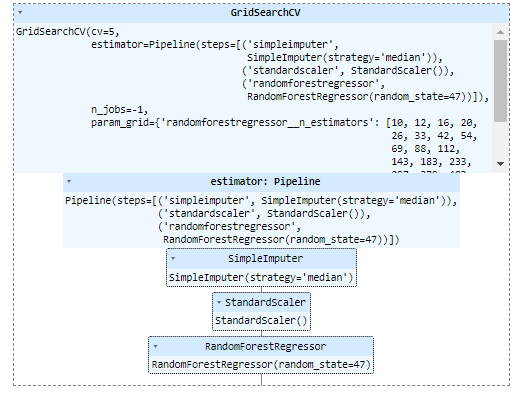 GridSearchCV
GridSearchCV(cv=5,
estimator=Pipeline(steps=[('simpleimputer',
SimpleImputer(strategy='median')),
('standardscaler', StandardScaler()),
('randomforestregressor',
RandomForestRegressor(random_state=47))]),
n_jobs=-1,
param_grid={'randomforestregressor__n_estimators': [10, 12, 16, 20,
26, 33, 42, 54,
69, 88, 112,
143, 183, 233,
estimator: Pipeline
Pipeline(steps=[('simpleimputer', SimpleImputer(strategy='median')),
('standardscaler', StandardScaler()),
('randomforestregressor',
RandomForestRegressor(random_state=47))])
SimpleImputer
SimpleImputer(strategy='median')
StandardScaler
StandardScaler()
RandomForestRegressor
RandomForestRegressor(random_state=47)